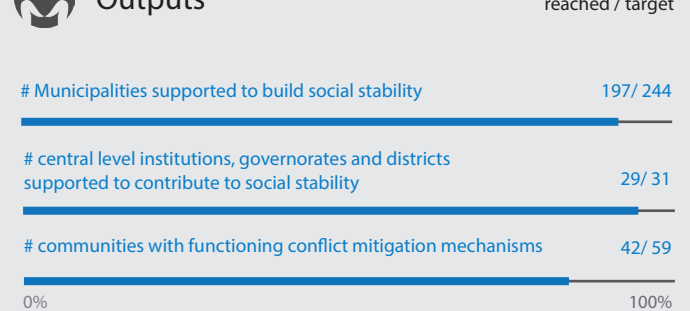 Outputs
reached / target
# Municipalities supported to build social stability 197/ 244
# central level institutions, governorates and districts
supported to contribute to social stability 29/ 31
# communities with functioning conflict mitigation mechanisms 42/ 59
0% 100%